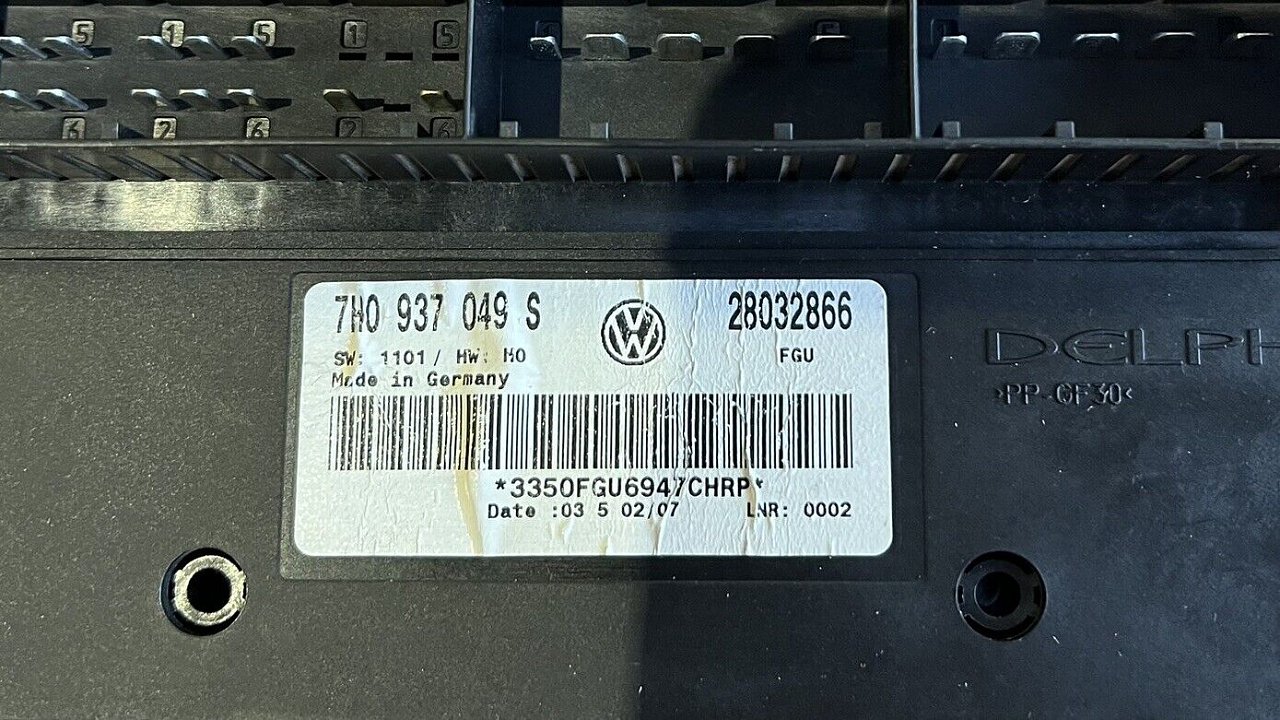 5 1 5 1 5
6 2 6 2 6
7H0 937 049 S
28032866
SW: 1101/ HW: H0
FGU
Made in Germany
DELPH
>PP-GF30<
*3350FGU6947CHRP*
Date :03 5 02/07
LNR: 0002